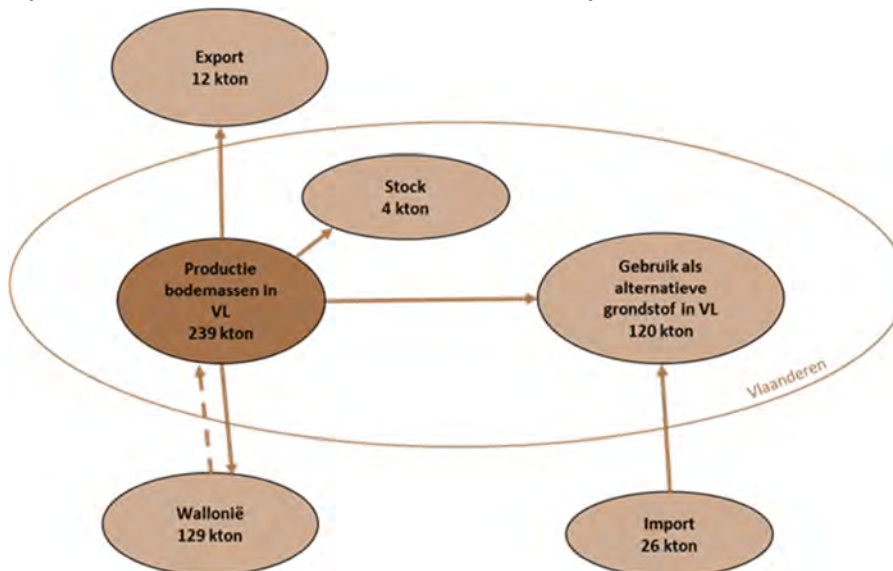 Export
12 kton
Stock
4 kton
Productie
bodemassen in
VL
239 kton
Gebruik als
alternatieve
grondstof in VL
120 kton
Vlaanderen
Wallonië
129 kton
Import
26 kton